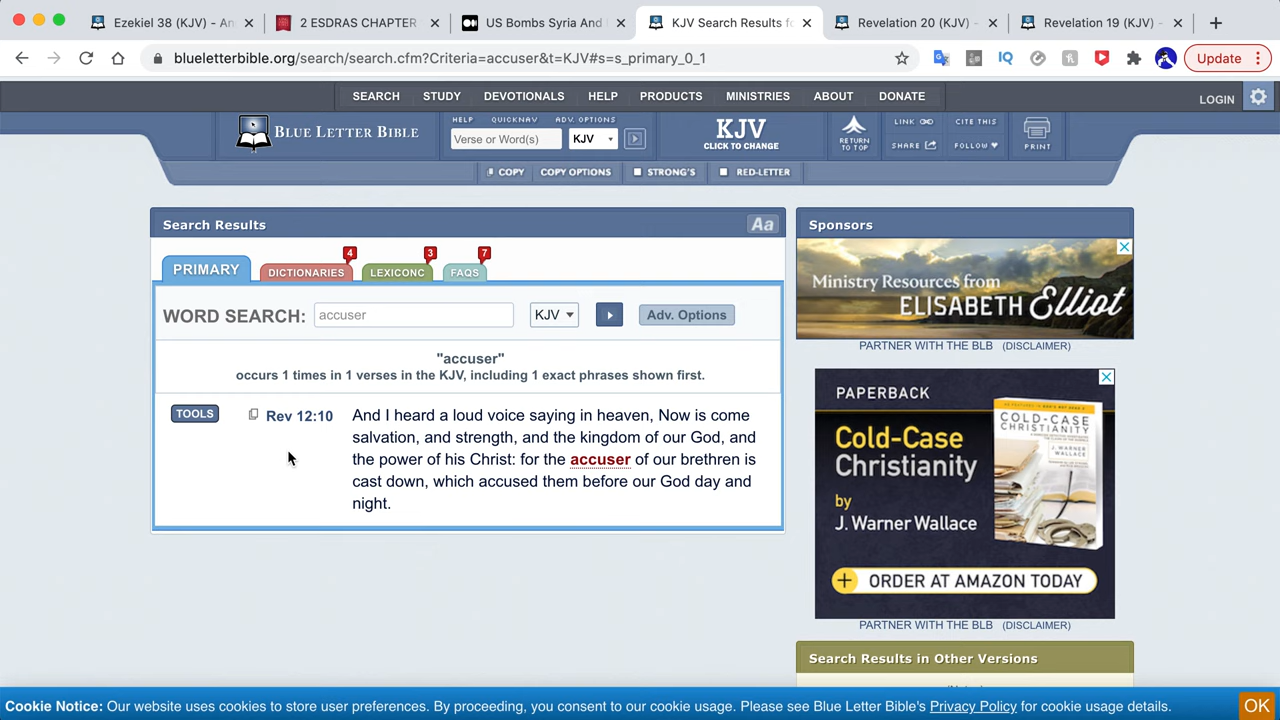 Ezekiel 38 (KJV) - An
2 ESDRAS CHAPTER
US Bombs Syria And
KJV Search Results fo
Revelation 20 (KJV) -
Revelation 19 (KJV) -
blueletterbible.org/search/search.cfm?Criteria=accuser&t=KJV#s=s_primary_0_1
IQ
Update
SEARCH STUDY DEVOTIONALS HELP PRODUCTS MINISTRIES ABOUT DONATE
LOGIN
BLUE LETTER BIBLE
HELP QUICKNAV ADV. OPTIONS
Verse or Word(s)
KJV
KJV
CLICK TO CHANGE
RETURN
TO TOP
LINK
CITE THIS
SHARE
FOLLOW
PRINT
COPY COPY OPTIONS STRONG'S RED-LETTER
Search Results
Aa
PRIMARY
DICTIONARIES
4
LEXICONC
3
FAQS
7
WORD SEARCH:
accuser
KJV
Adv. Options
"accuser"
occurs 1 times in 1 verses in the KJV, including 1 exact phrases shown first.
TOOLS
Rev 12:10
And I heard a loud voice saying in heaven, Now is come
salvation, and strength, and the kingdom of our God, and
the power of his Christ: for the accuser of our brethren is
cast down, which accused them before our God day and
night.
Sponsors
Ministry Resources from
ELISABETH Elliot
PARTNER WITH THE BLB (DISCLAIMER)
PAPERBACK
Cold-Case
Christianity
by
J. Warner Wallace
COLD-CASE
CHRISTIANITY
J. WARNER
WALLACE
ORDER AT AMAZON TODAY
PARTNER WITH THE BLB (DISCLAIMER)
Search Results in Other Versions
Cookie Notice: Our website uses cookies to store user preferences. By proceeding, you consent to our cookie usage. Please see Blue Letter Bible's Privacy Policy for cookie usage details.
OK